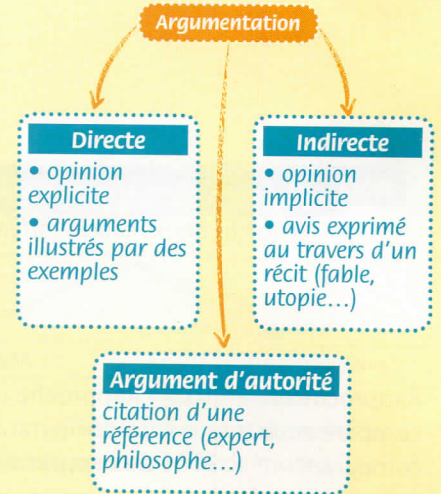 Argumentation
Directe
• opinion
explicite
• arguments
illustrés par des
exemples
Indirecte
• opinion
implicite
• avis exprimé
au travers d'un
récit (fable,
utopie...)
Argument d'autorité
citation d'une
référence (expert,
philosophe...)